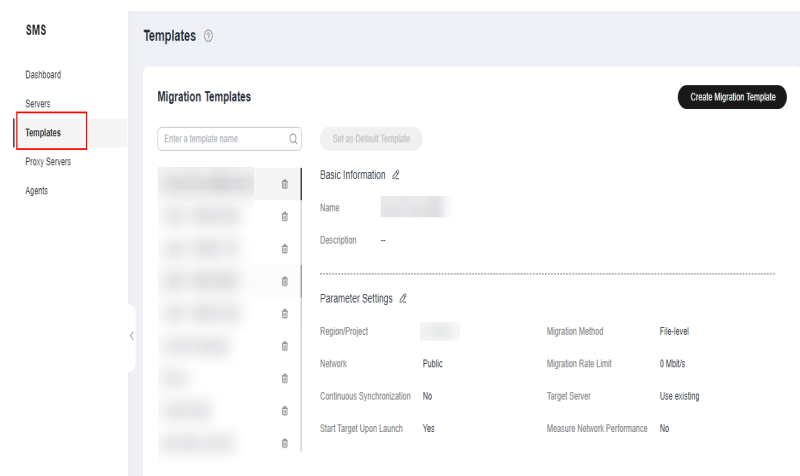 SMS
Dashboard
Servers
Templates
Proxy Servers
Agents
Templates ?
Migration Templates
Create Migration Template
Enter a template name.
Set as Default Template
Basic Information
Name
Description --
Parameter Settings
Region/Project
Migration Method File-level
Network Public
Migration Rate Limit 0 Mbit/s
Continuous Synchronization No
Target Server Use existing
Start Target Upon Launch Yes
Measure Network Performance No